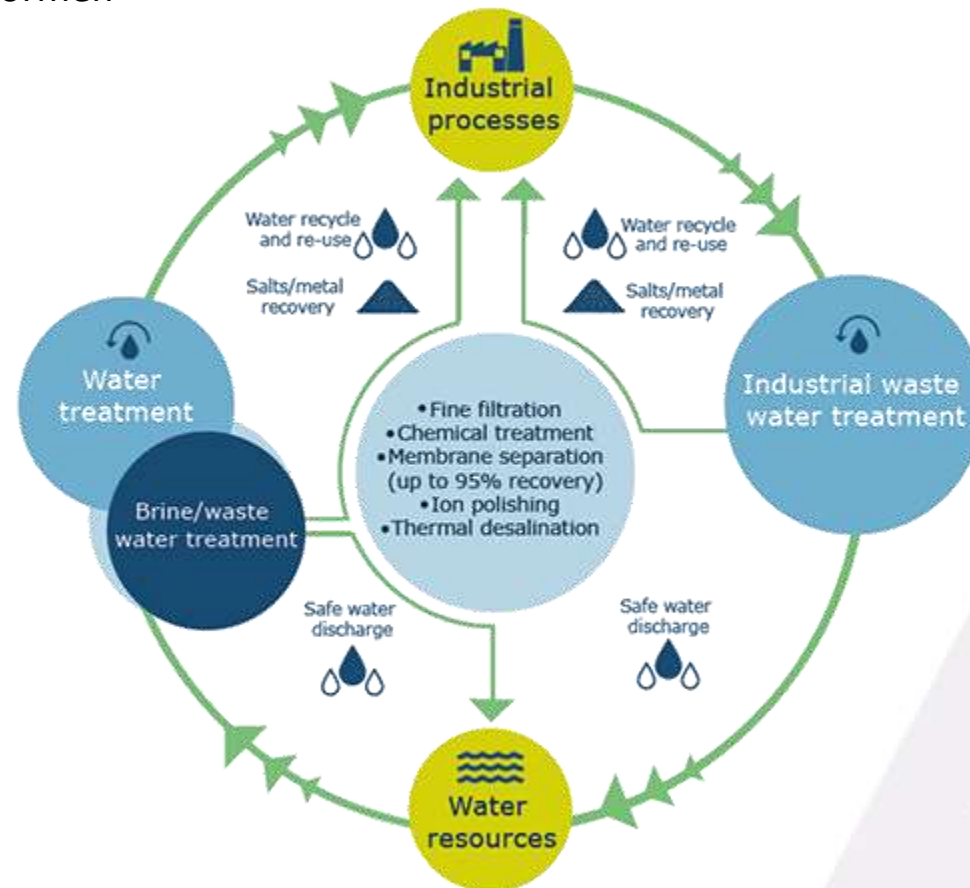 Industrial
processes
Water recycle
and re-use
Salts/metal
recovery
Water recycle
and re-use
Salts/metal
recovery
Water
treatment
Industrial waste
water treatment
•Fine filtration
•Chemical treatment
•Membrane separation
(up to 95% recovery)
•Ion polishing
•Thermal desalination
Brine/waste
water treatment
Safe water
discharge
Safe water
discharge
Water
resources